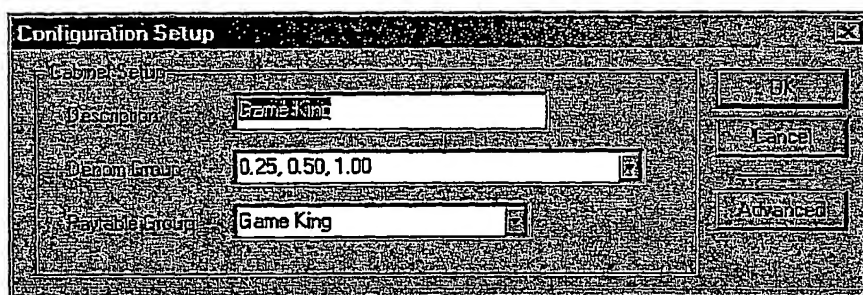 Configuration Setup
Cabinet Setup
Description
Game King
Denom Group
0.25, 0.50, 1.00
Paytable Group
Game King
OK
Cancel
Advanced